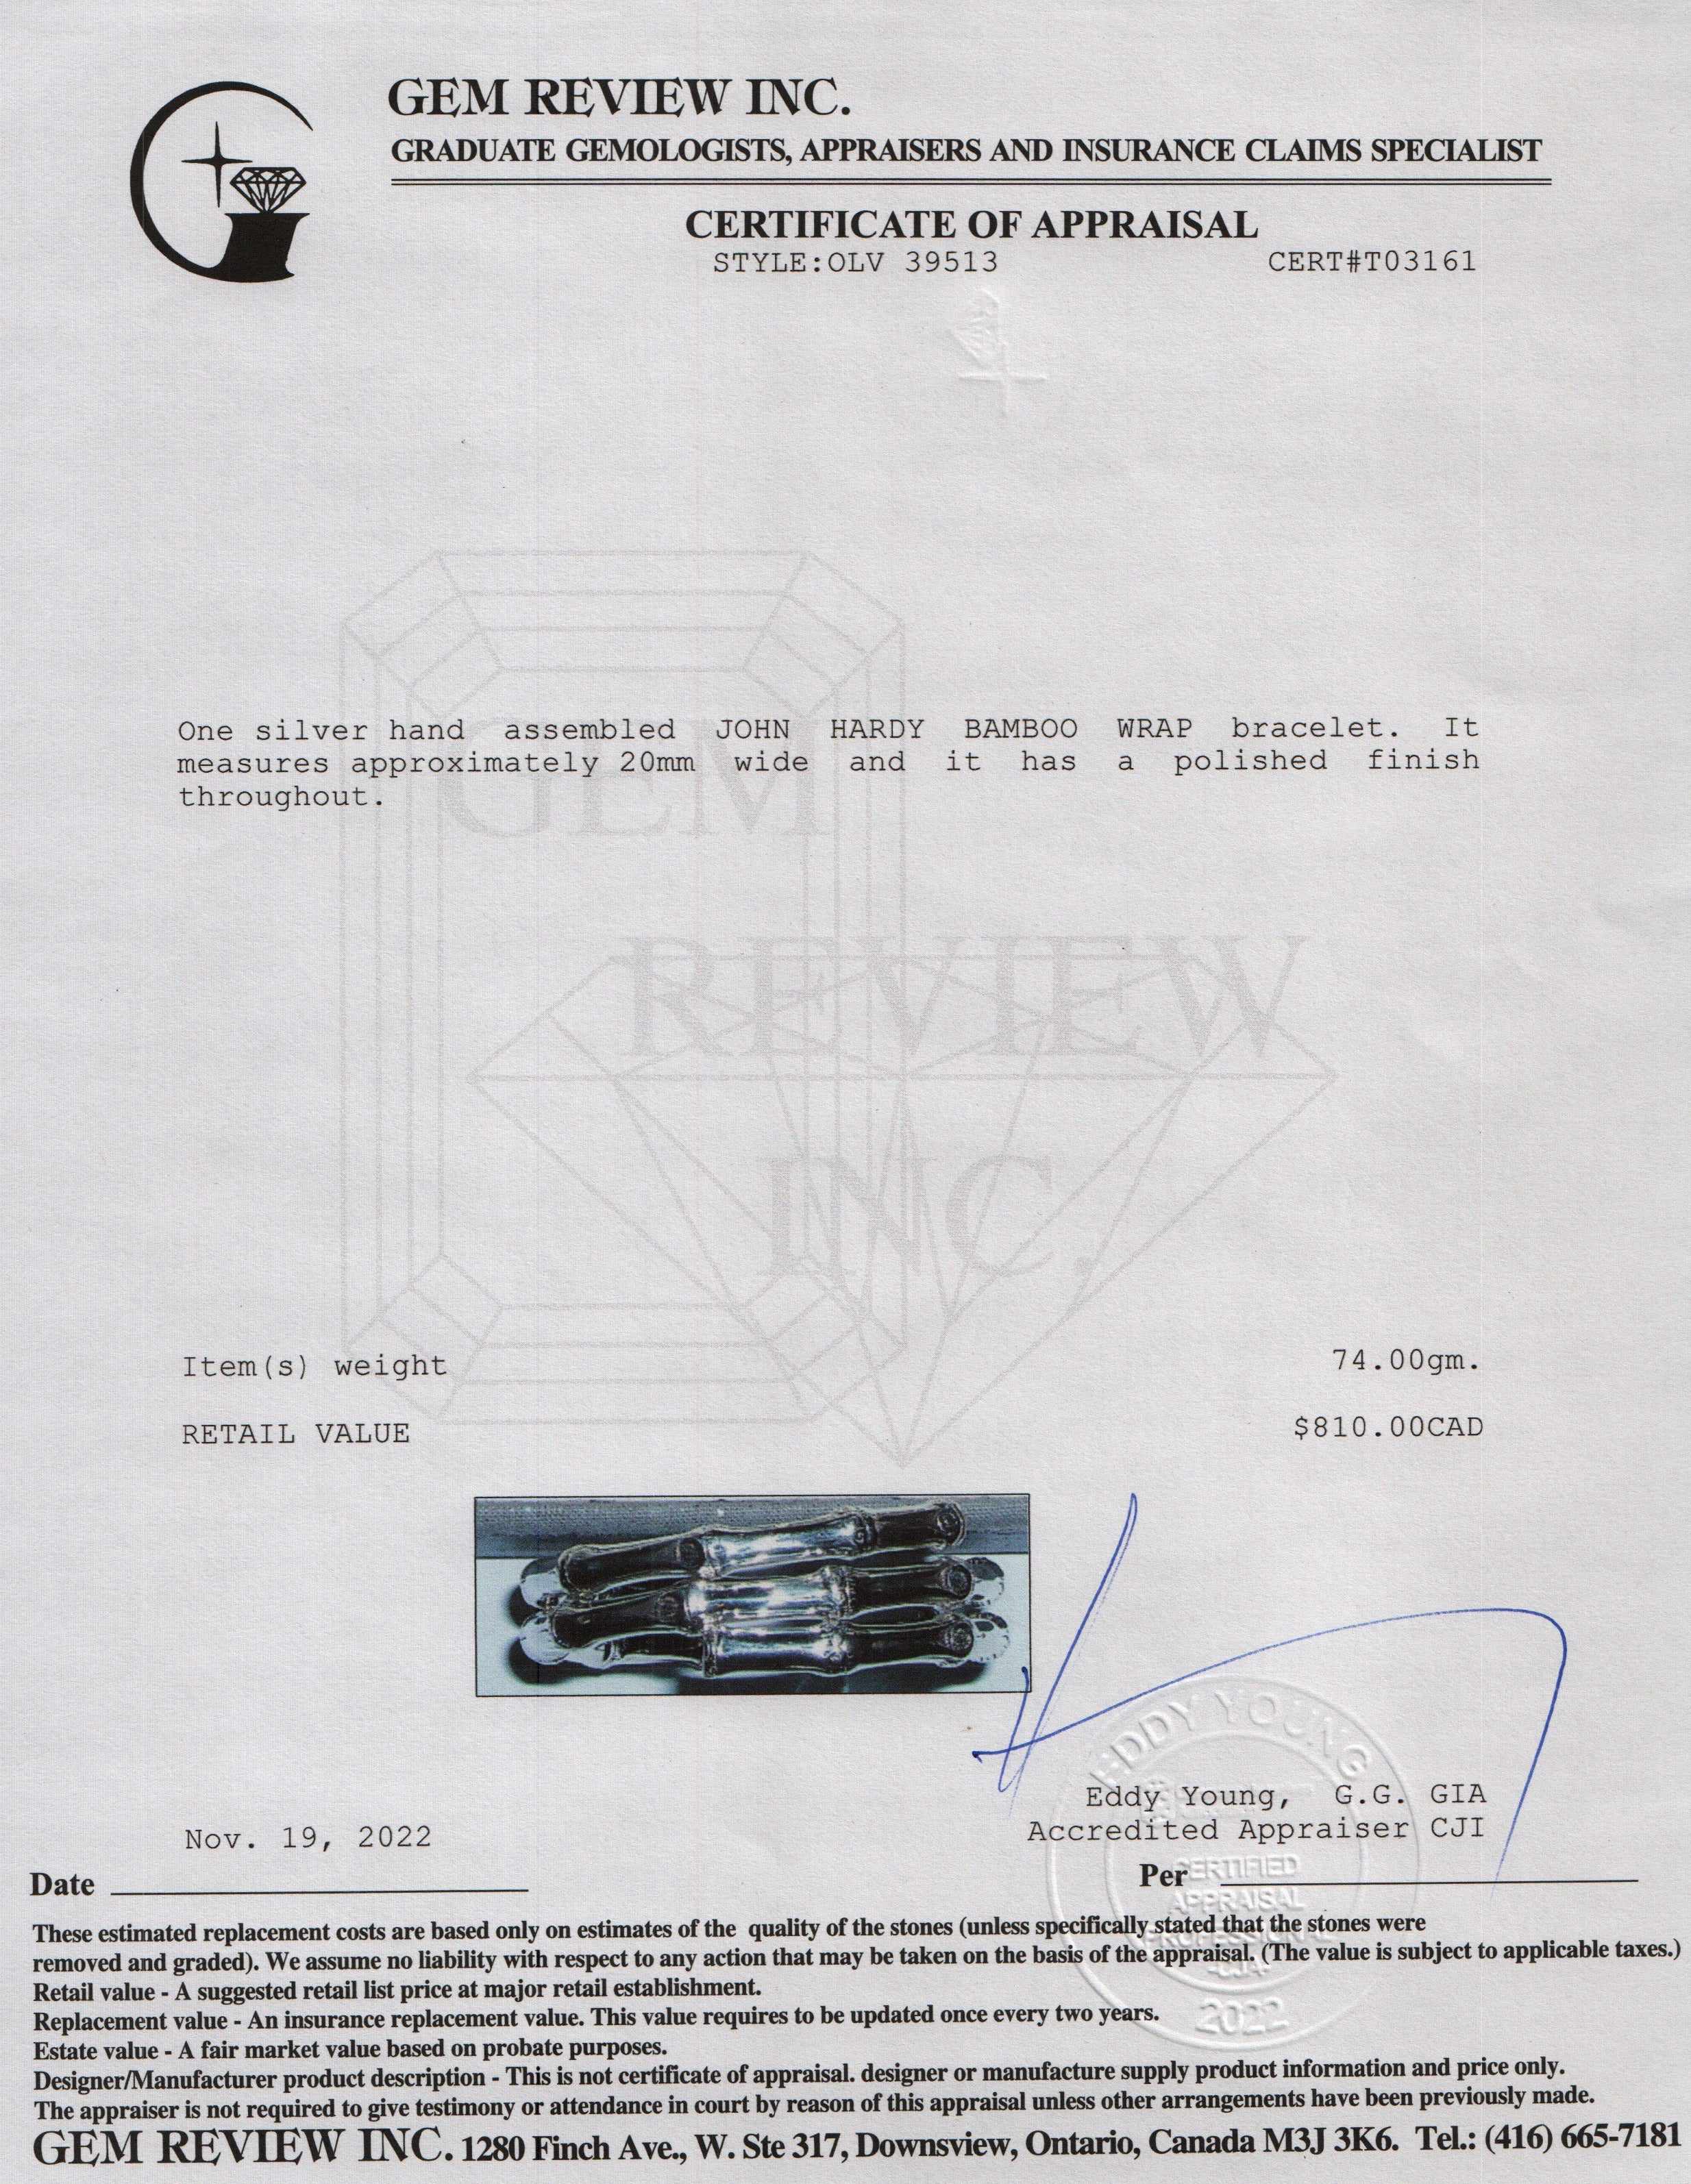 GEM REVIEW INC.
GRADUATE GEMOLOGISTS, APPRAISERS AND INSURANCE CLAIMS SPECIALIST
CERTIFICATE OF APPRAISAL
STYLE:OLV 39513 CERT#T03161
One silver hand assembled JOHN HARDY BAMBOO WRAP bracelet. It
measures approximately 20mm wide and it has a polished finish
throughout.
GEM
REVIEW
INC.
Item(s) weight 74.00gm.
RETAIL VALUE $810.00CAD
EDDY YOUNG
Eddy Young, G.G. GIA
Accredited Appraiser CJI
Nov. 19, 2022
Date
Per
CERTIFIED
APPRAISAL
PROFESSIONAL
2022
These estimated replacement costs are based only on estimates of the quality of the stones (unless specifically stated that the stones were
removed and graded). We assume no liability with respect to any action that may be taken on the basis of the appraisal. (The value is subject to applicable taxes.)
Retail value - A suggested retail list price at major retail establishment.
Replacement value - An insurance replacement value. This value requires to be updated once every two years.
Estate value - A fair market value based on probate purposes.
Designer/Manufacturer product description - This is not certificate of appraisal. designer or manufacture supply product information and price only.
The appraiser is not required to give testimony or attendance in court by reason of this appraisal unless other arrangements have been previously made.
GEM REVIEW INC. 1280 Finch Ave., W. Ste 317, Downsview, Ontario, Canada M3J 3K6. Tel.: (416) 665-7181